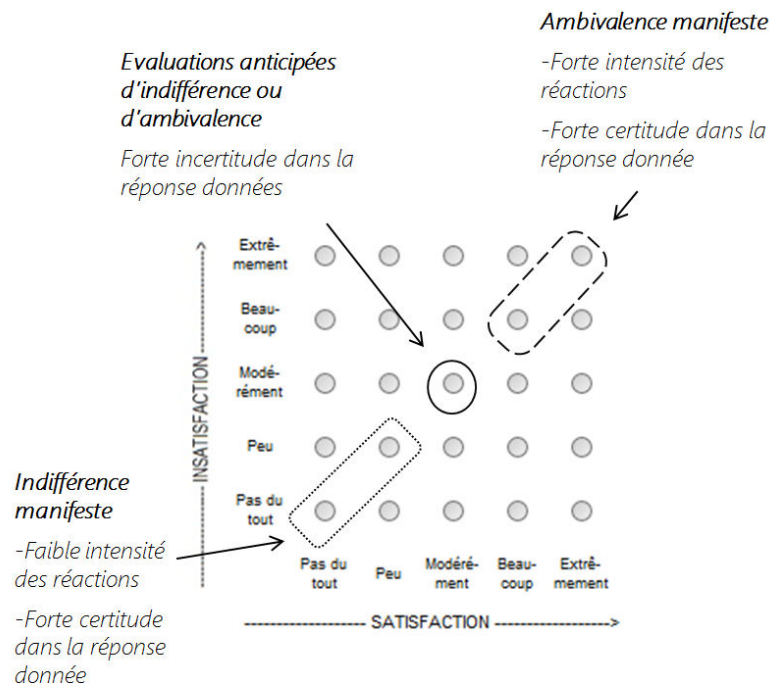 Ambivalence manifeste
-Forte intensité des
réactions
-Forte certitude dans la
réponse donnée
Evaluations anticipées
d'indifférence ou
d'ambivalence
Forte incertitude dans la
réponse données
Extrê-
mement
Beau-
coup
Modé-
rément
Peu
Pas du
tout
INSATISFACTION
Indifférence
manifeste
-Faible intensité
des réactions
-Forte certitude
dans la réponse
donnée
Pas du
tout
Peu
Modéré-
ment
Beau-
coup
Extrê-
mement
SATISFACTION